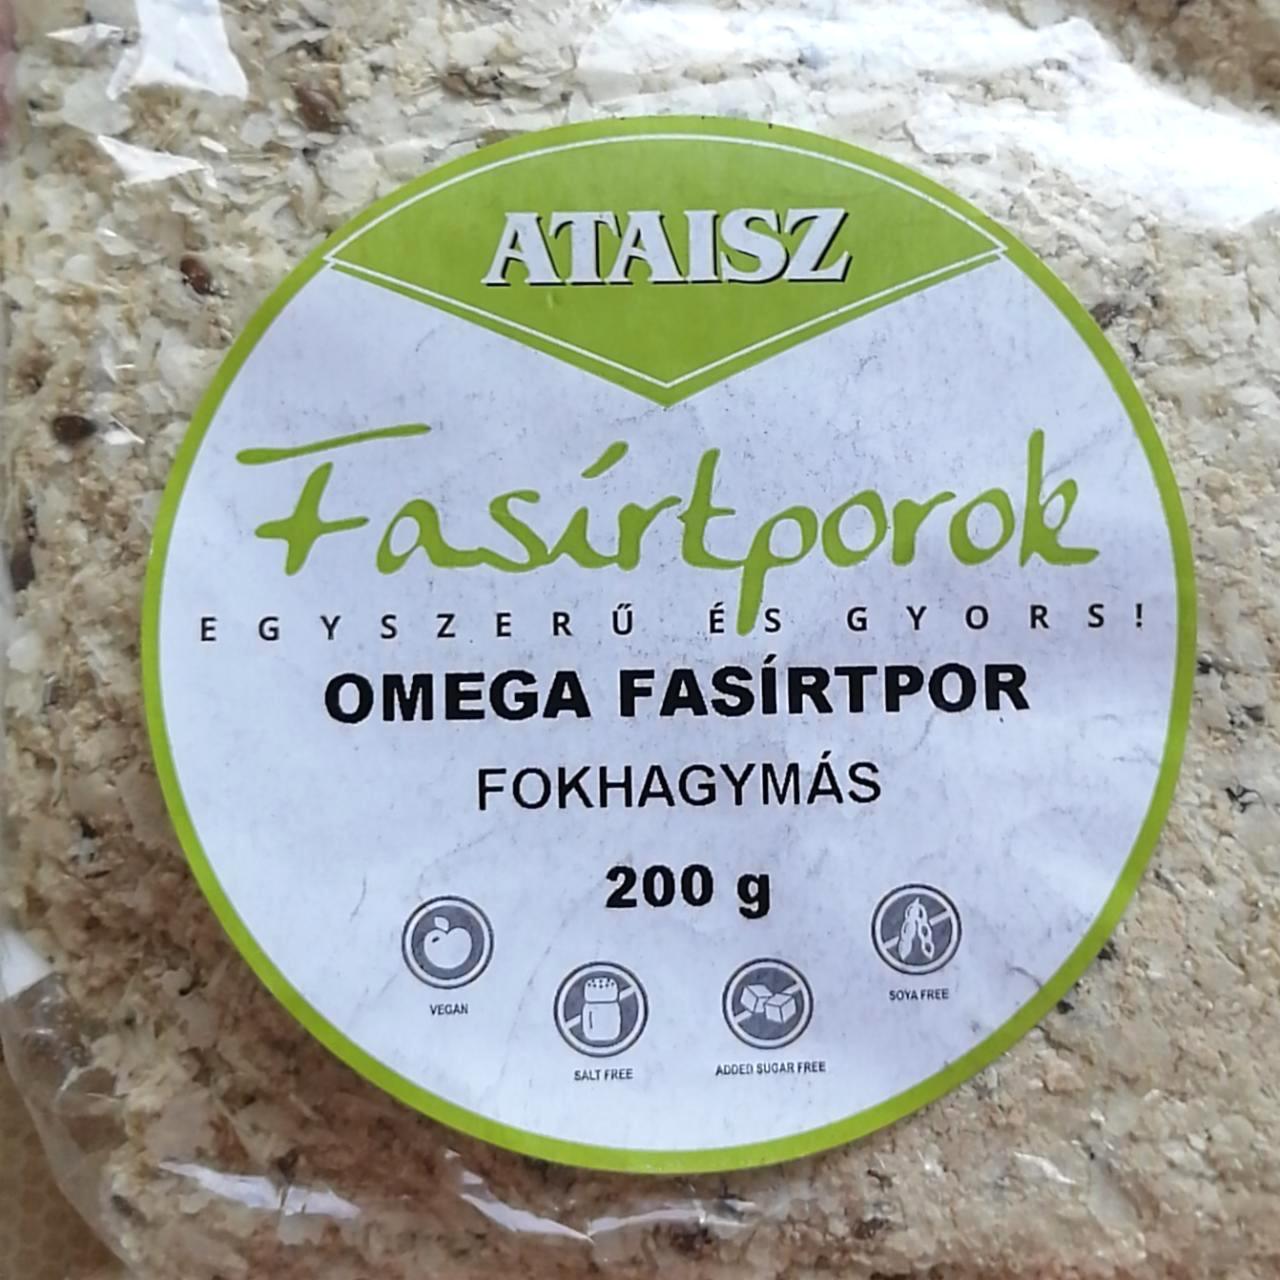 ATAISZ
Fasírtporok
EGYSZERŰ ÉS GYORS!
OMEGA FASÍRTPOR
FOKHAGYMÁS
200 g
VEGAN
SALT FREE
ADDED SUGAR FREE
SOYA FREE